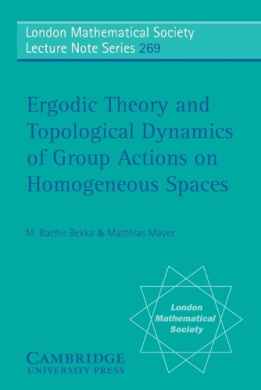 London Mathematical Society
Lecture Note Series 269
Ergodic Theory and
Topological Dynamics
of Group Actions on
Homogeneous Spaces
M. Bachir Bekka & Matthias Mayer
London
Mathematical
Society
CAMBRIDGE
UNIVERSITY PRESS